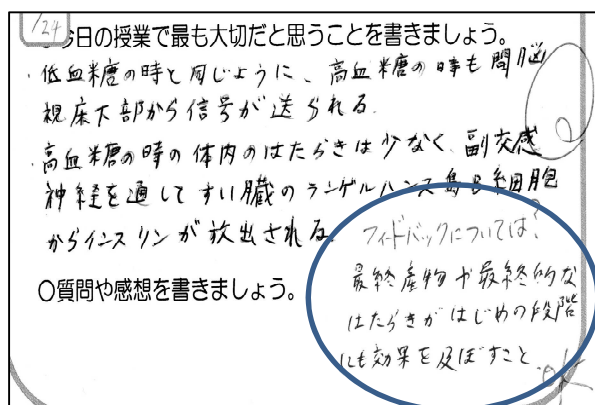 1/24
今日の授業で最も大切だと思うことを書きましょう。
・低血糖の時と同じように、高血糖の時も間脳
視床下部から信号が送られる.
・高血糖の時の体内のはたらきは少なく、副交感
神経を通してすい臓のランゲルハンス島B細胞
からインスリンが放出される.
フィードバックについては?
○質問や感想を書きましょう。
最終産物や最終的な
はたらきがはじめの段階
にも効果を及ぼすこと
OK